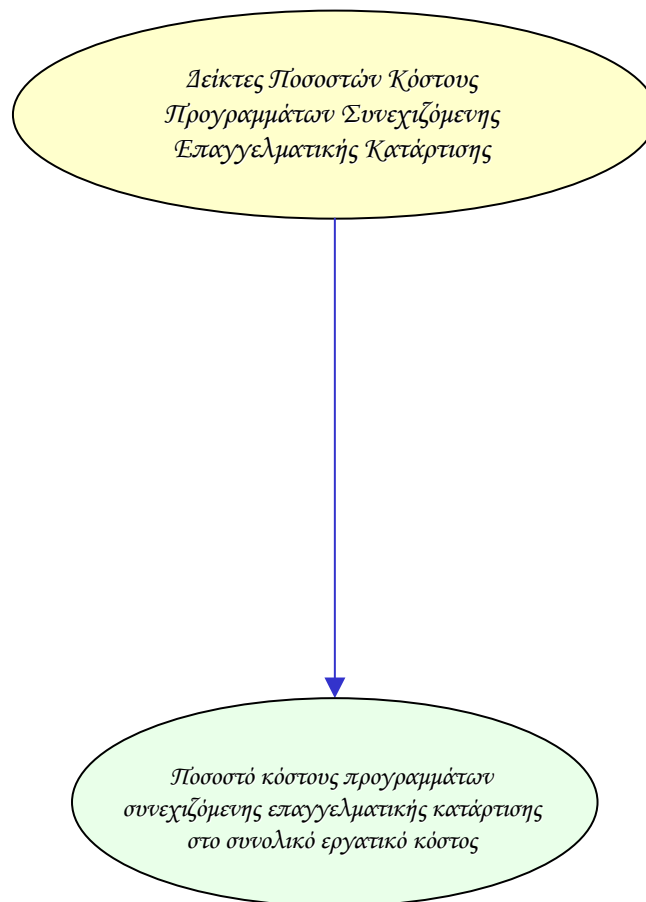 Δείκτες Ποσοστών Κόστους
Προγραμμάτων Συνεχιζόμενης
Επαγγελματικής Κατάρτισης
Ποσοστό κόστους προγραμμάτων
συνεχιζόμενης επαγγελματικής κατάρτισης
στο συνολικό εργατικό κόστος